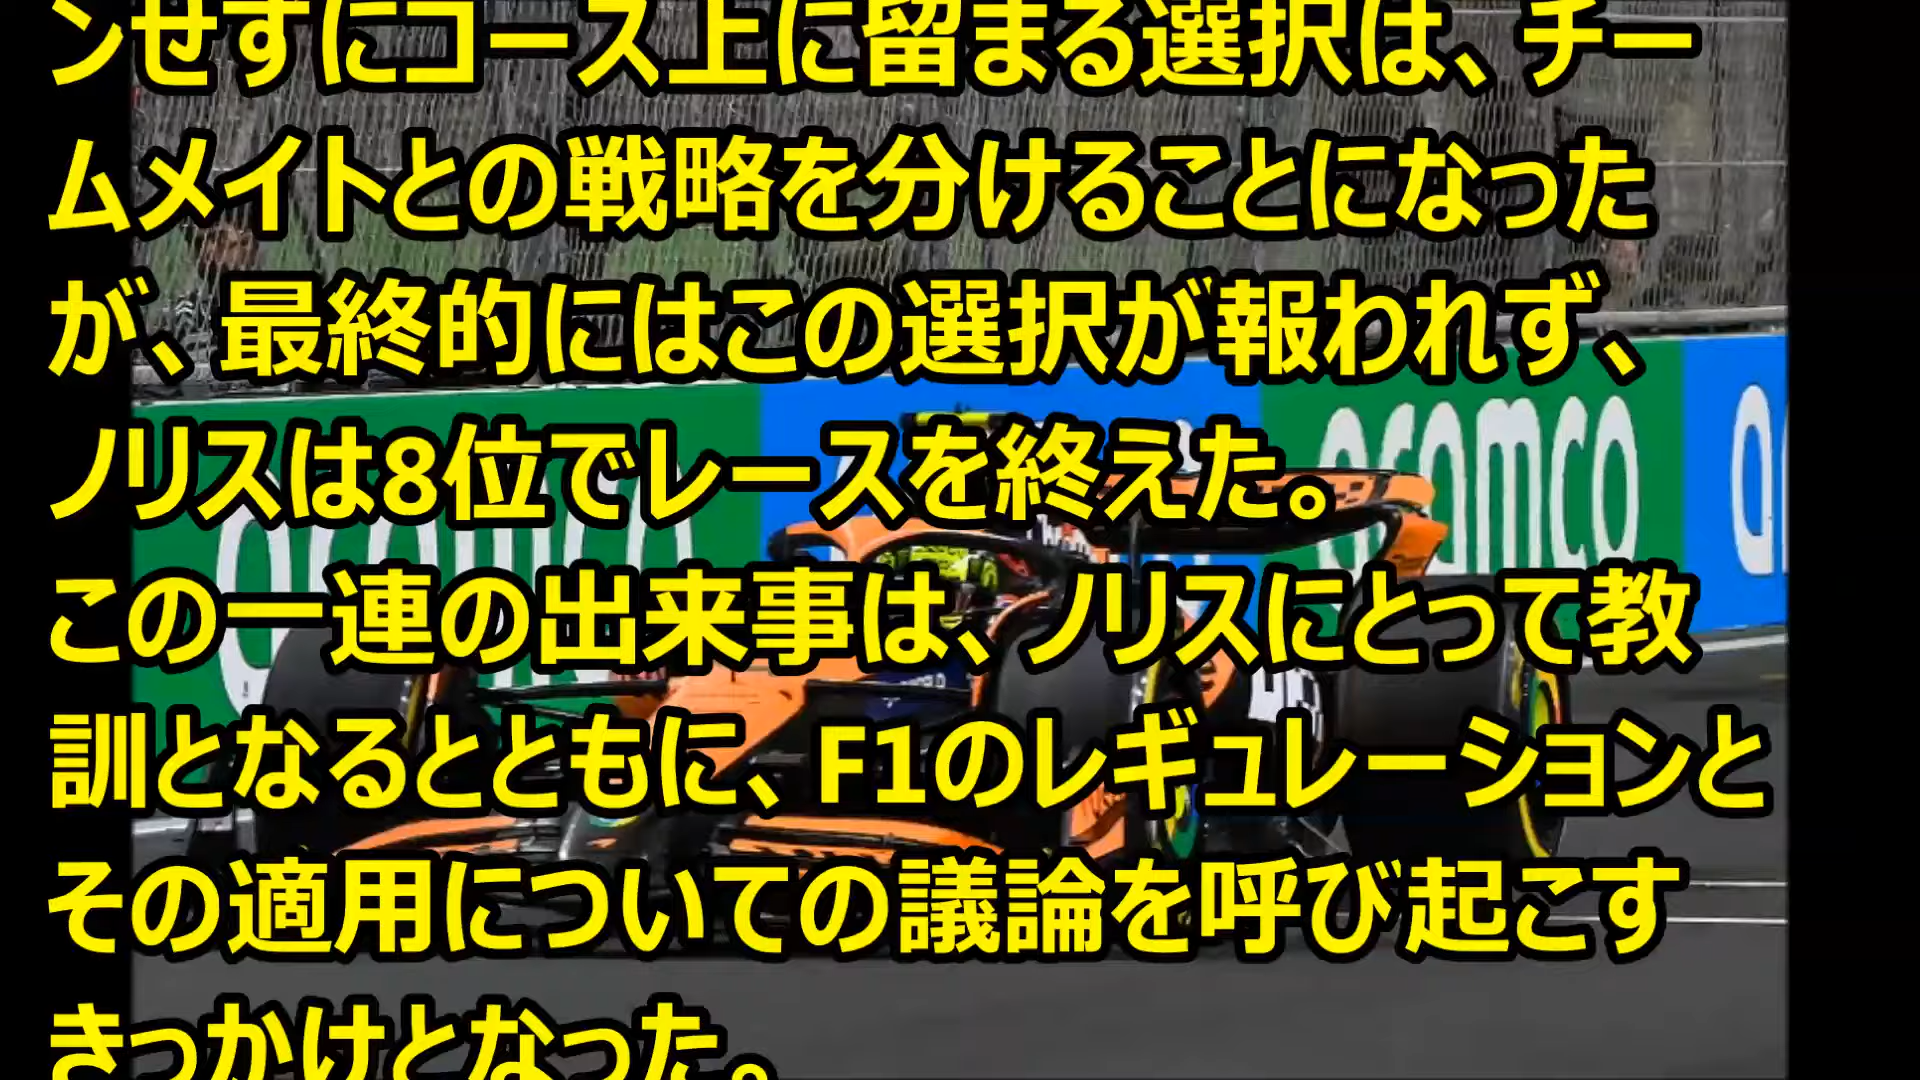 ンせずにコース上に留まる選択は、チー
ムメイトとの戦略を分けることになった
が、最終的にはこの選択が報われず、
ノリスは8位でレースを終えた。
この一連の出来事は、ノリスにとって教
訓となるとともに、F1のレギュレーションと
その適用についての議論を呼び起こす
きっかけとなった。
aramco
aramco